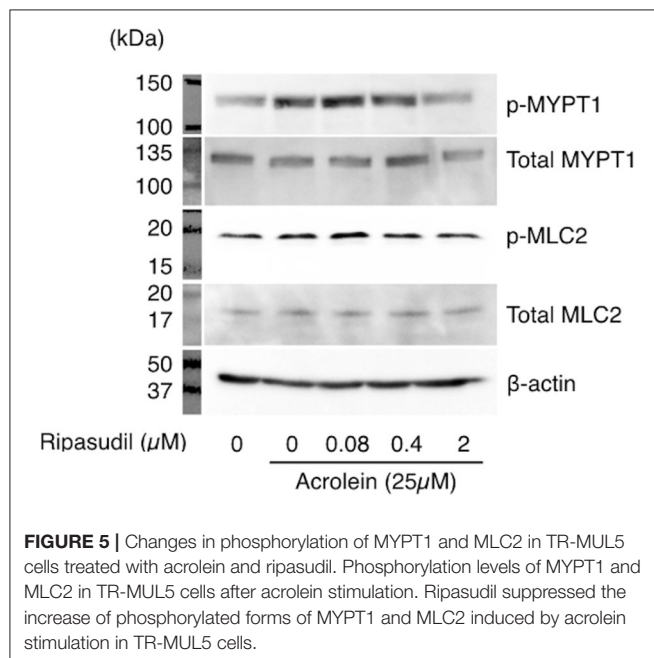 (kDa)
150
100
p-MYPT1
135
100
Total MYPT1
20
15
p-MLC2
20
17
Total MLC2
50
37
β-actin
Ripasudil (μM) 0 0 0.08 0.4 2
Acrolein (25μM)
FIGURE 5 | Changes in phosphorylation of MYPT1 and MLC2 in TR-MUL5
cells treated with acrolein and ripasudil. Phosphorylation levels of MYPT1 and
MLC2 in TR-MUL5 cells after acrolein stimulation. Ripasudil suppressed the
increase of phosphorylated forms of MYPT1 and MLC2 induced by acrolein
stimulation in TR-MUL5 cells.